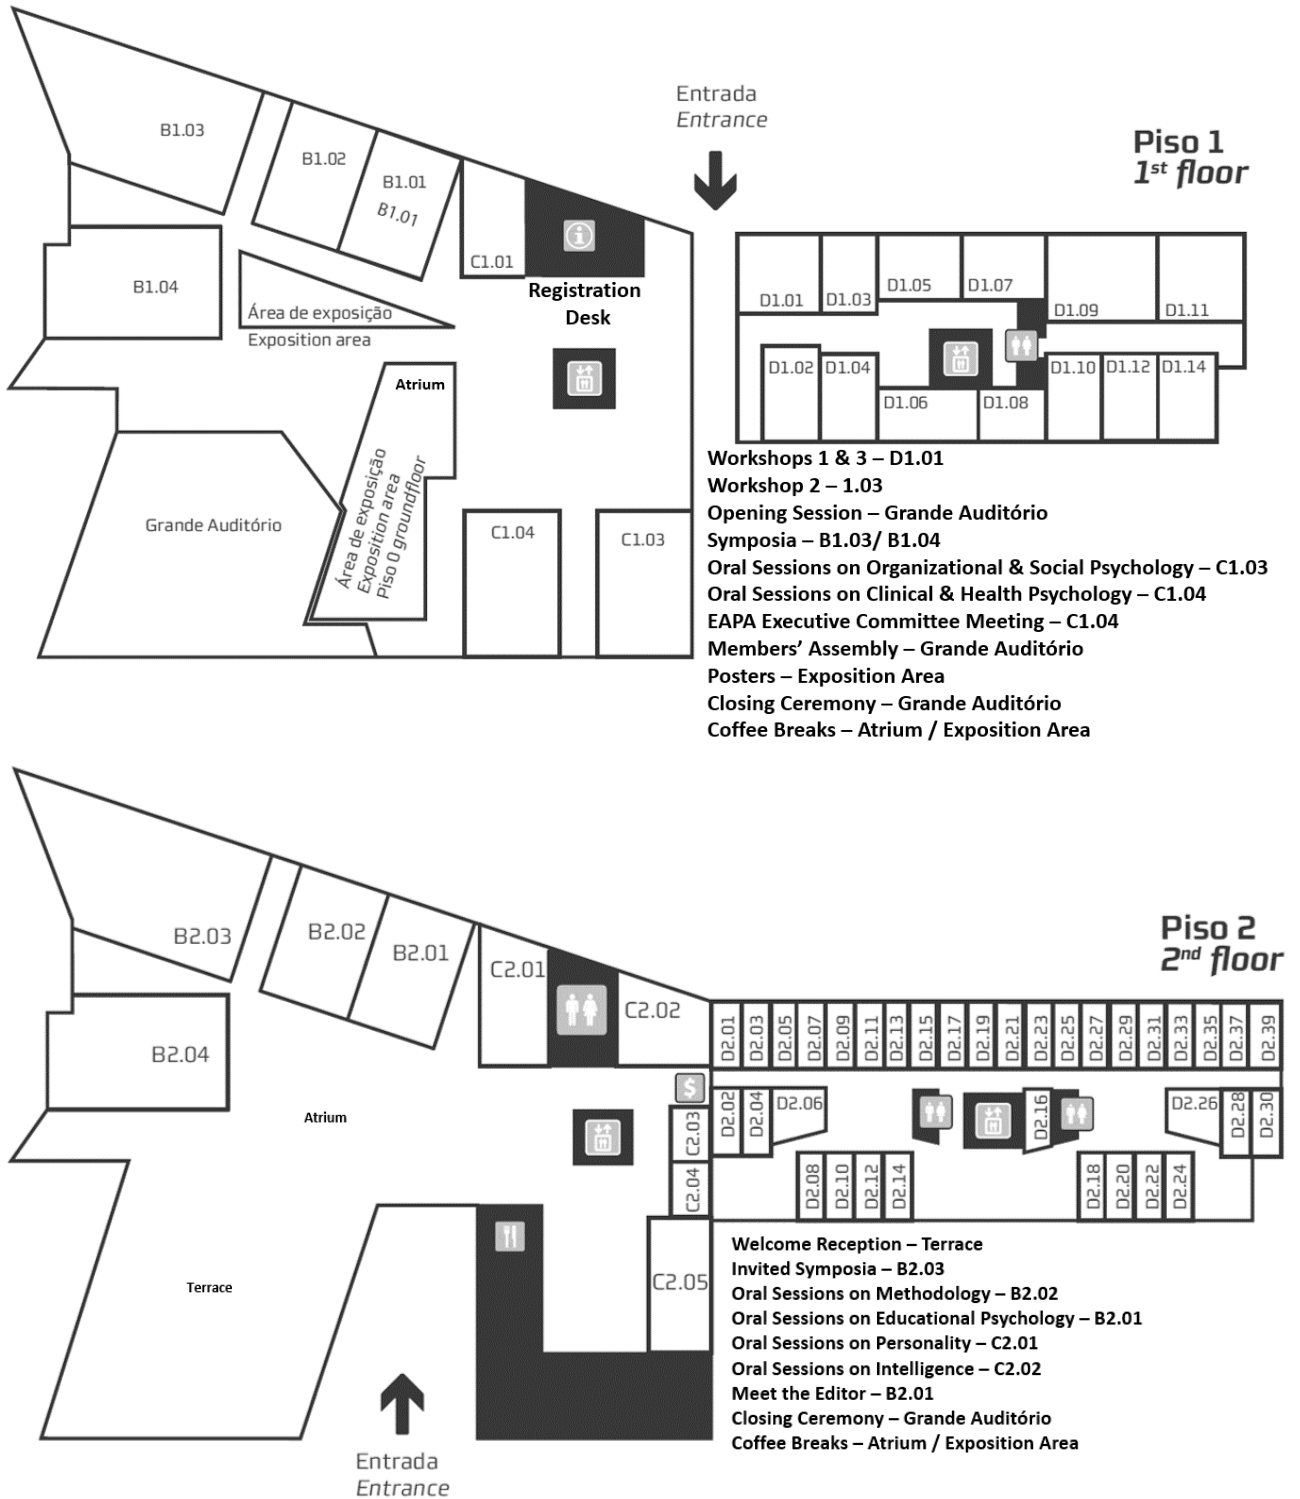 Entrada
Entrance
Piso 1
1st floor
B1.03
B1.02
B1.01
B1.01
C1.01
Registration
Desk
B1.04
Área de exposição
Exposition area
Atrium
Área de exposição
Exposition area
Piso 0 groundfloor
Grande Auditório
C1.04
C1.03
D1.01
D1.03
D1.05
D1.07
D1.09
D1.11
D1.02
D1.04
D1.06
D1.08
D1.10
D1.12
D1.14
Workshops 1 & 3 – D1.01
Workshop 2 – 1.03
Opening Session – Grande Auditório
Symposia – B1.03/ B1.04
Oral Sessions on Organizational & Social Psychology – C1.03
Oral Sessions on Clinical & Health Psychology – C1.04
EAPA Executive Committee Meeting – C1.04
Members’ Assembly – Grande Auditório
Posters – Exposition Area
Closing Ceremony – Grande Auditório
Coffee Breaks – Atrium / Exposition Area
Piso 2
2nd floor
B2.03
B2.02
B2.01
C2.01
C2.02
B2.04
Atrium
$
C2.03
C2.04
C2.05
Terrace
D2.01
D2.03
D2.05
D2.07
D2.09
D2.11
D2.13
D2.15
D2.17
D2.19
D2.21
D2.23
D2.25
D2.27
D2.29
D2.31
D2.33
D2.35
D2.37
D2.39
D2.02
D2.04
D2.06
D2.16
D2.26
D2.28
D2.30
D2.08
D2.10
D2.12
D2.14
D2.18
D2.20
D2.22
D2.24
Welcome Reception – Terrace
Invited Symposia – B2.03
Oral Sessions on Methodology – B2.02
Oral Sessions on Educational Psychology – B2.01
Oral Sessions on Personality – C2.01
Oral Sessions on Intelligence – C2.02
Meet the Editor – B2.01
Closing Ceremony – Grande Auditório
Coffee Breaks – Atrium / Exposition Area
Entrada
Entrance